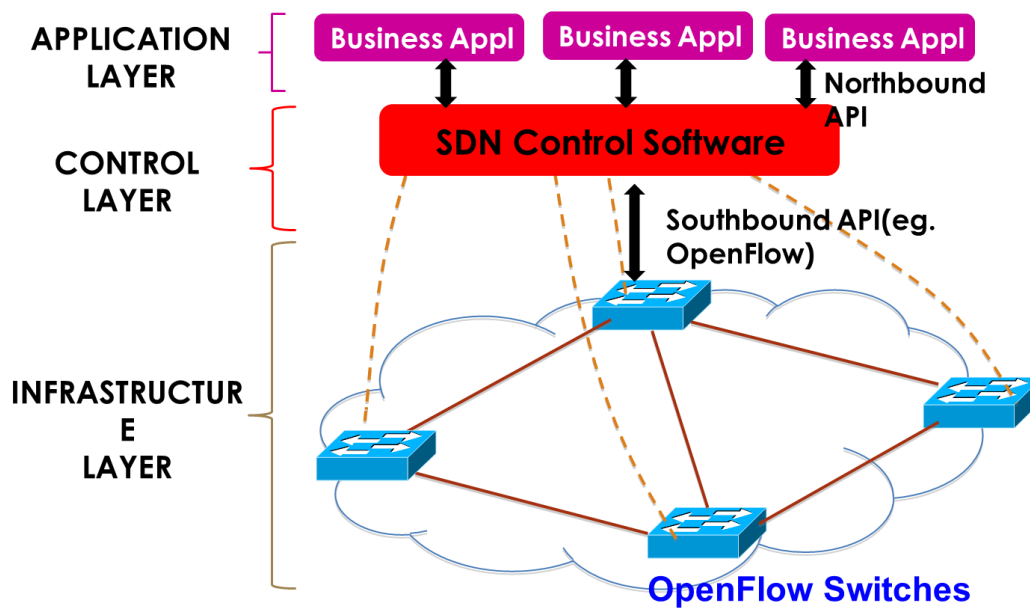 APPLICATION
LAYER
Business Appl
Business Appl
Business Appl
Northbound
API
CONTROL
LAYER
SDN Control Software
Southbound API(eg.
OpenFlow)
INFRASTRUCTUR
E
LAYER
OpenFlow Switches